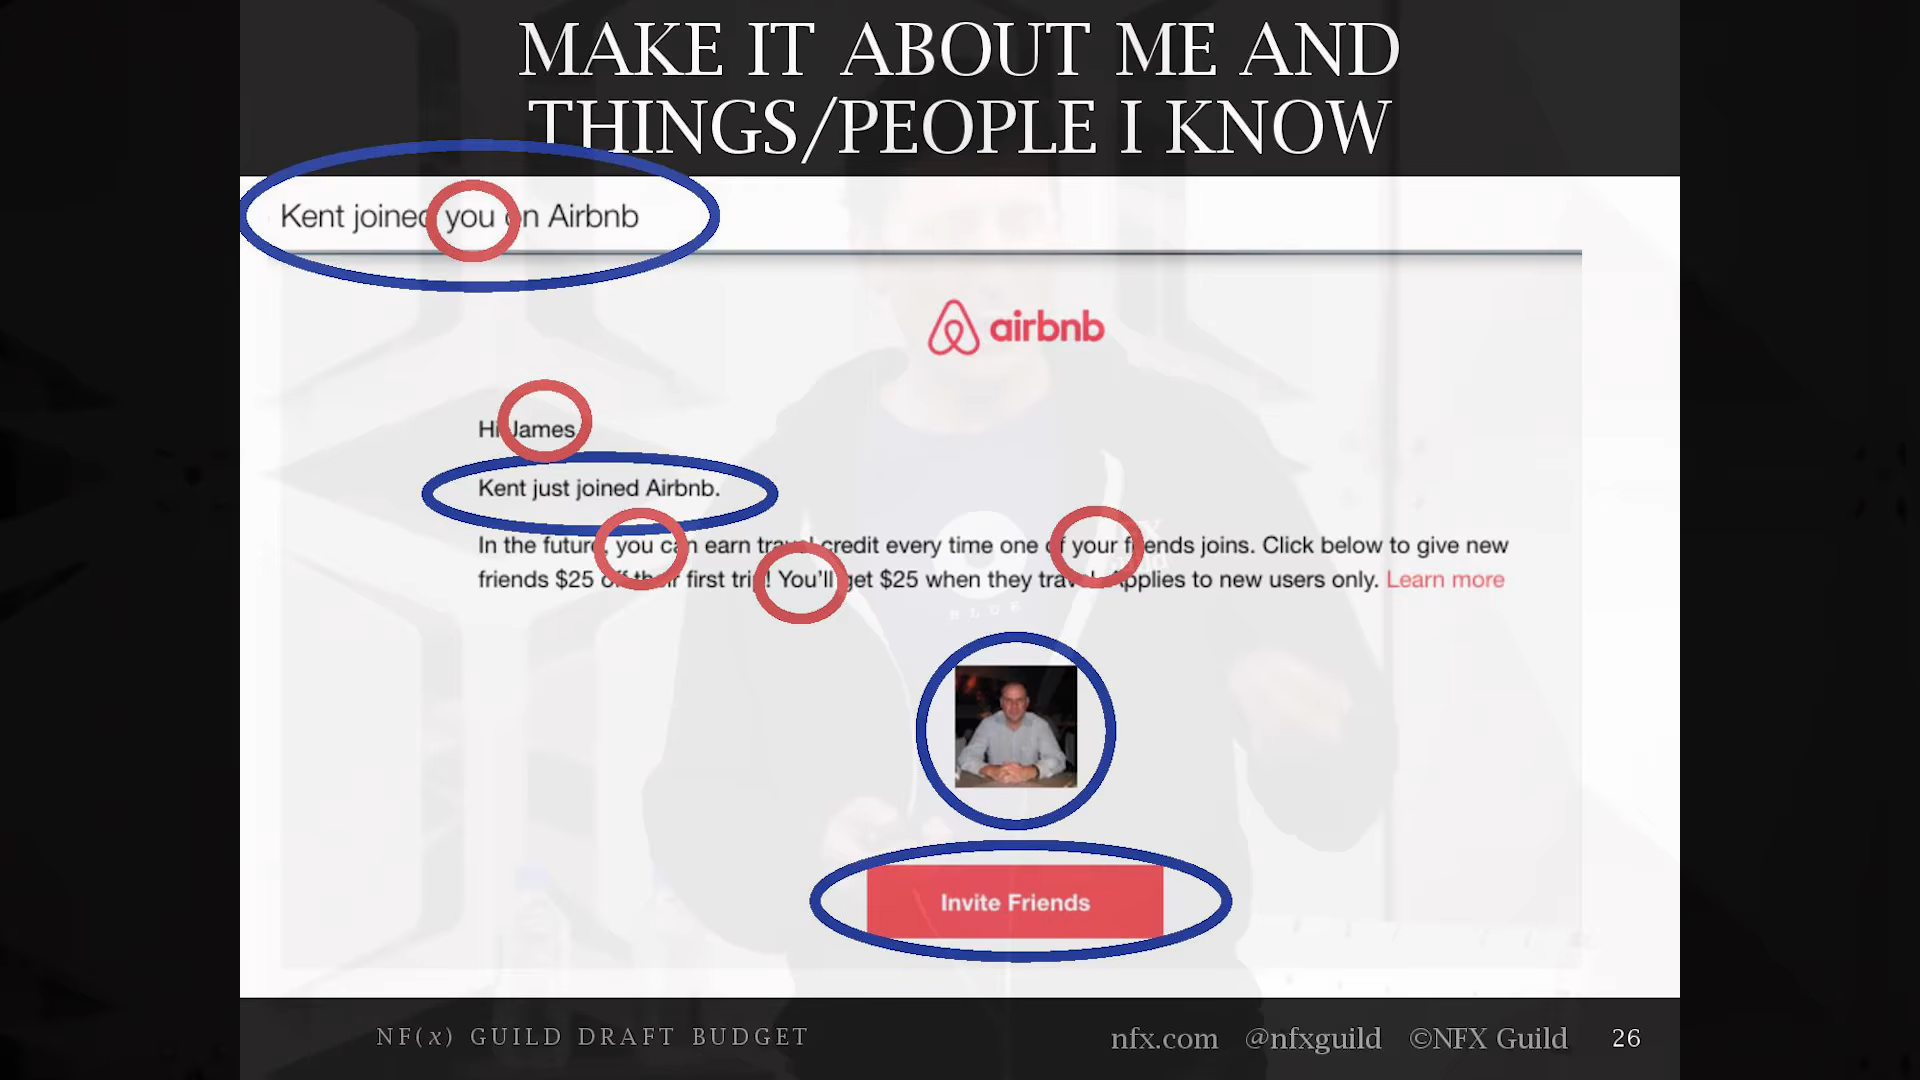 MAKE IT ABOUT ME AND
THINGS/PEOPLE I KNOW
Kent joined you on Airbnb
airbnb
Hi James,
Kent just joined Airbnb.
In the future, you can earn travel credit every time one of your friends joins. Click below to give new
friends $25 off their first trip! You'll get $25 when they travel. Applies to new users only. Learn more
NFX
BLUE
Invite Friends
NF(x) GUILD DRAFT BUDGET
nfx.com @nfxguild ©NFX Guild 26